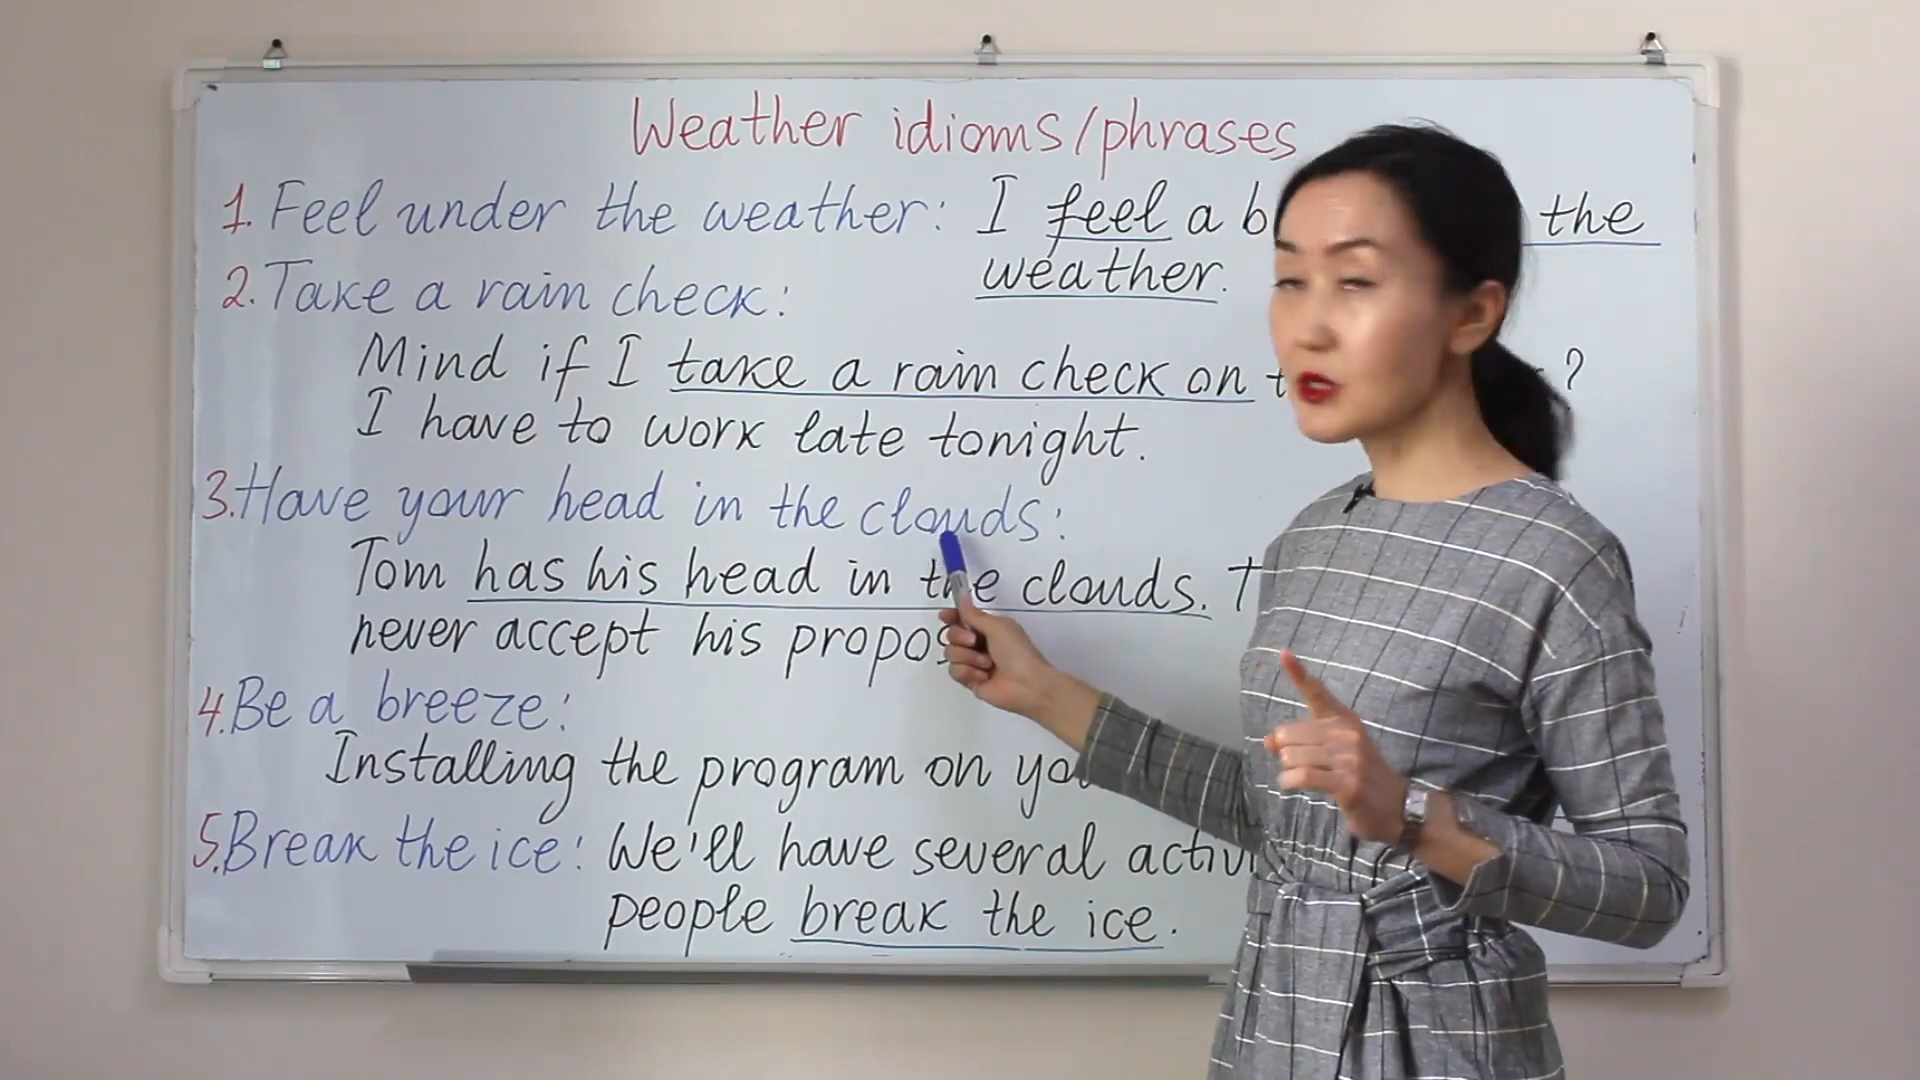 Weather idioms/phrases
1. Feel under the weather: I feel a the
weather.
2. Take a rain check:
Mind if I take a rain check on ?
I have to work late tonight.
3. Have your head in the clouds:
Tom has his head in the clouds.
never accept his
4. Be a breeze:
Installing the program on
5. Break the ice: We'll have several
people break the ice.